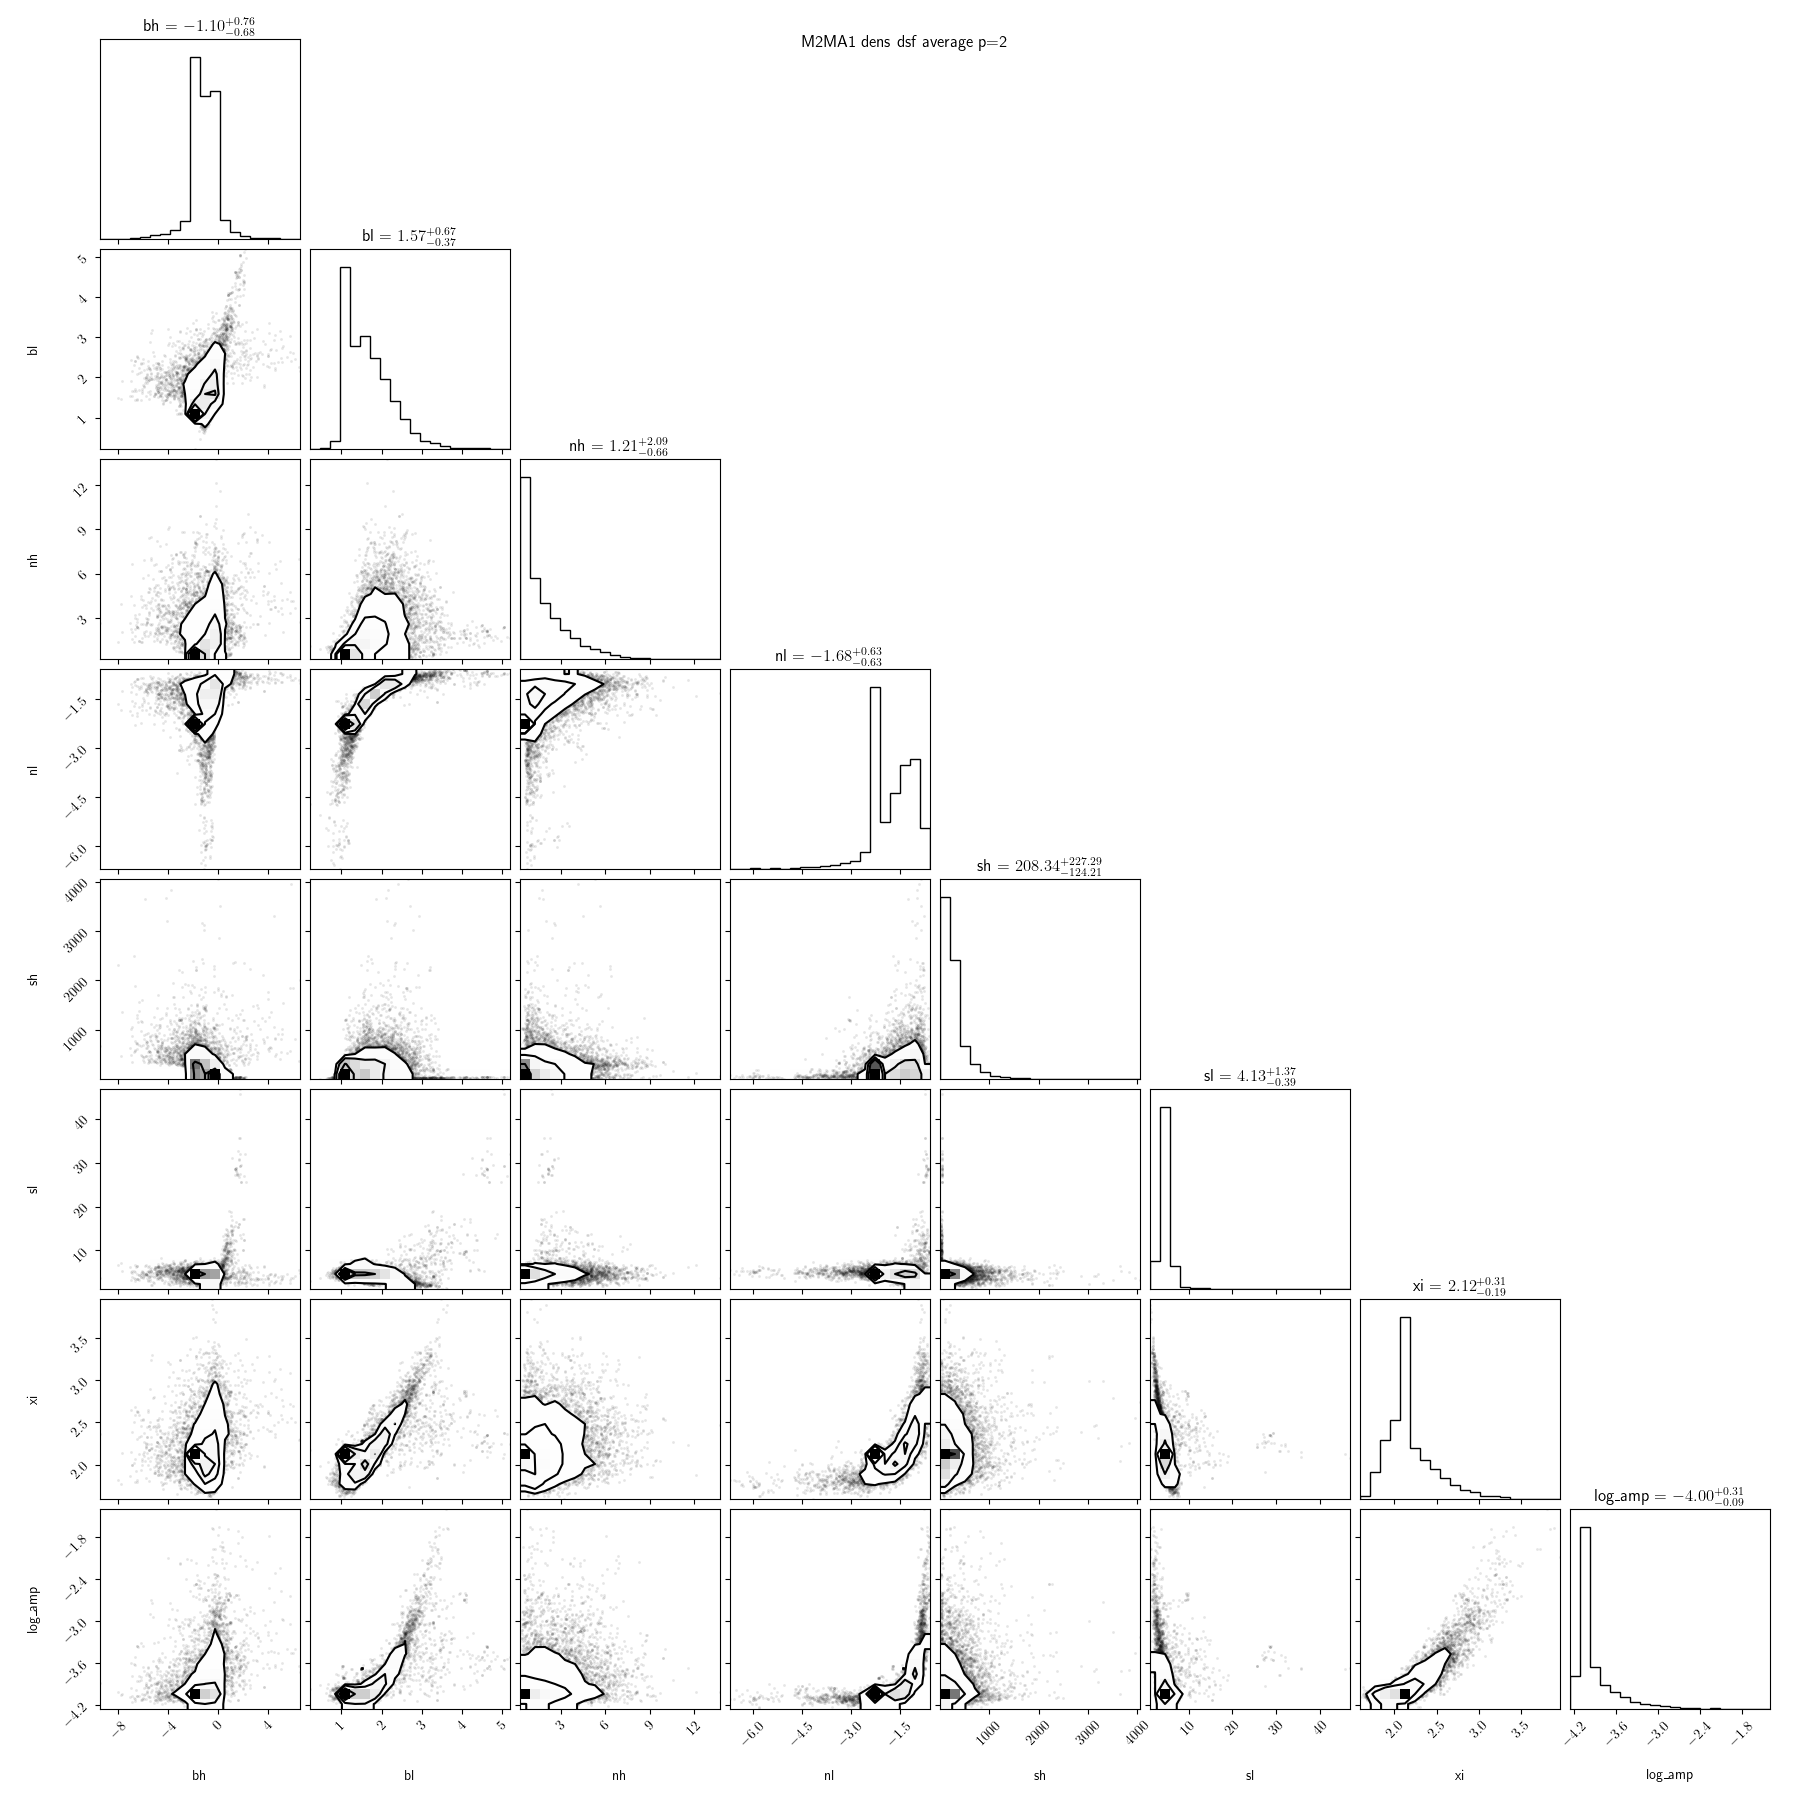 M2MA1 dens dsf average p=2
bh = −1.10+0.76−0.68
bl = 1.57+0.67−0.37
nh = 1.21+2.09−0.66
nl = −1.68+0.63−0.63
sh = 208.34+227.29−124.21
sl = 4.13+1.37−0.39
xi = 2.12+0.31−0.19
log_amp = −4.00+0.31−0.09
bl
5
4
3
2
1
nh
12
9
6
3
nl
−1.5
−3.0
−4.5
−6.0
sh
4000
3000
2000
1000
sl
40
30
20
10
xi
3.5
3.0
2.5
2.0
log_amp
−1.8
−2.4
−3.0
−3.6
−4.2
−8 −4 0 4
1 2 3 4 5
3 6 9 12
−6.0 −4.5 −3.0 −1.5
1000 2000 3000 4000
10 20 30 40
2.0 2.5 3.0 3.5
−4.2 −3.6 −3.0 −2.4 −1.8
bh bl nh nl sh sl xi log_amp